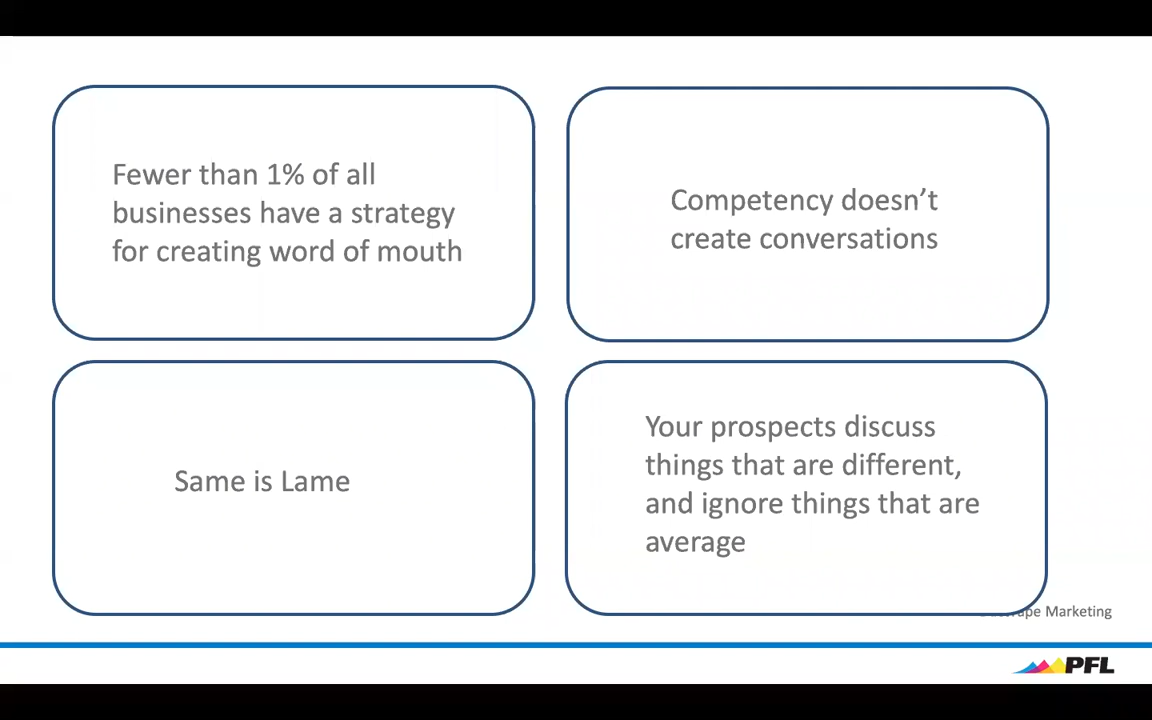 Fewer than 1% of all
businesses have a strategy
for creating word of mouth
Competency doesn’t
create conversations
Same is Lame
Your prospects discuss
things that are different,
and ignore things that are
average
Marketing
PFL